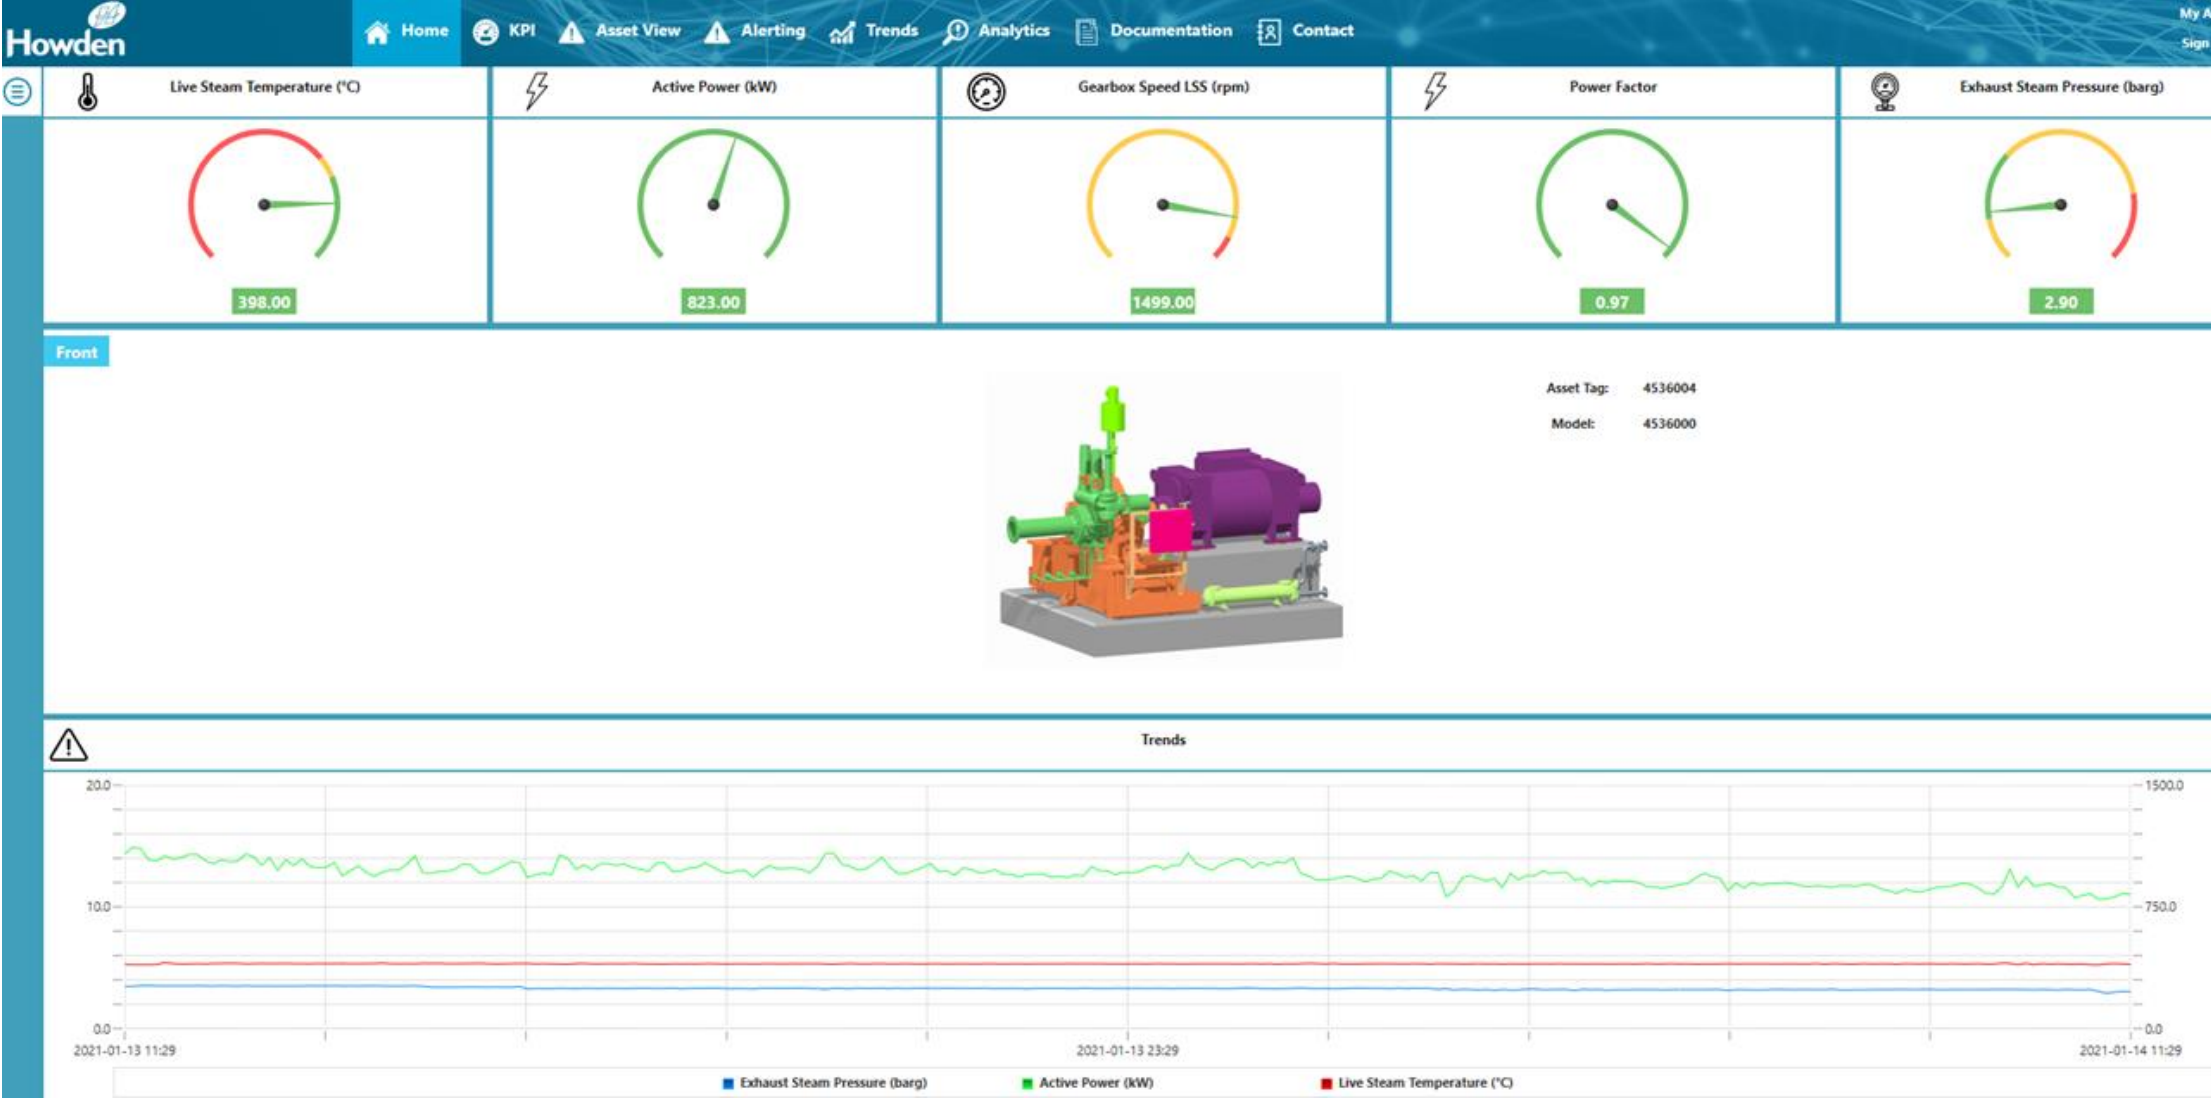 Howden
Home
KPI
Asset View
Alerting
Trends
Analytics
Documentation
Contact
My A
Sign
Live Steam Temperature (°C)
Active Power (kW)
Gearbox Speed LSS (rpm)
Power Factor
Exhaust Steam Pressure (barg)
398.00
823.00
1499.00
0.97
2.90
Front
Asset Tag: 4536004
Model: 4536000
Trends
20.0
1500.0
10.0
750.0
0.0
0.0
2021-01-13 11:29
2021-01-13 23:29
2021-01-14 11:29
Exhaust Steam Pressure (barg)
Active Power (kW)
Live Steam Temperature (°C)